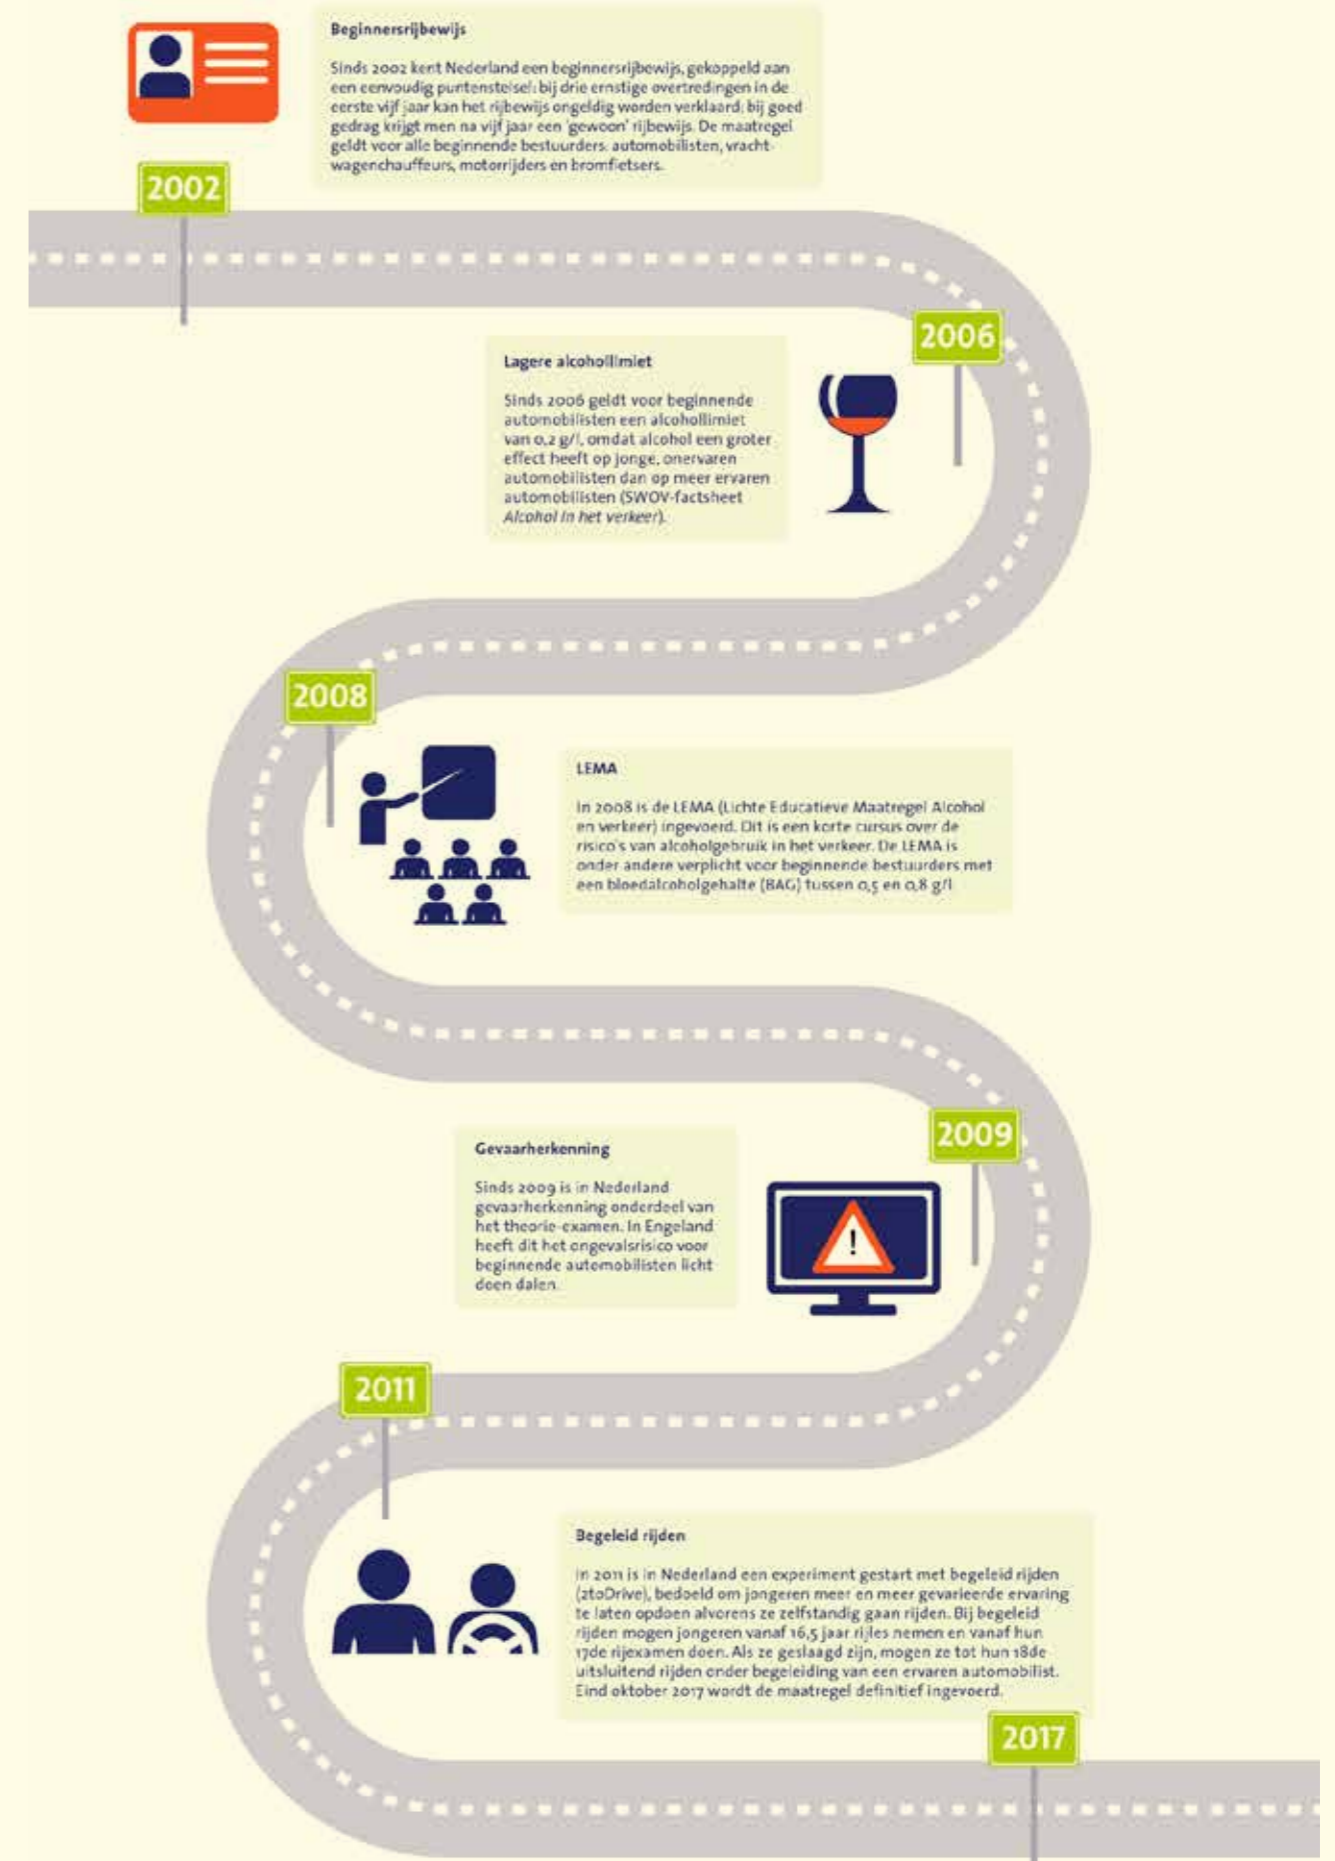 Beginnersrijbewijs
Sinds 2002 kent Nederland een beginnersrijbewijs, gekoppeld aan
een eenvoudig puntenstelsel: bij drie ernstige overtredingen in de
eerste vijf jaar kan het rijbewijs ongeldig worden verklaard; bij goed
gedrag krijgt men na vijf jaar een 'gewoon' rijbewijs. De maatregel
geldt voor alle beginnende bestuurders: automobilisten, vracht-
wagenchauffeurs, motorrijders en bromfietsers.
2002
2006
Lagere alcohollimiet
Sinds 2006 geldt voor beginnende
automobilisten een alcohollimiet
van 0,2 g/l, omdat alcohol een groter
effect heeft op jonge, onervaren
automobilisten dan op meer ervaren
automobilisten (SWOV-factsheet
Alcohol in het verkeer).
2008
LEMA
In 2008 is de LEMA (Lichte Educatieve Maatregel Alcohol
en verkeer) ingevoerd. Dit is een korte cursus over de
risico's van alcoholgebruik in het verkeer. De LEMA is
onder andere verplicht voor beginnende bestuurders met
een bloedalcoholgehalte (BAG) tussen 0,5 en 0,8 g/l
2009
Gevaarherkenning
Sinds 2009 is in Nederland
gevaarherkenning onderdeel van
het theorie-examen. In Engeland
heeft dit het ongevalsrisico voor
beginnende automobilisten licht
doen dalen.
!
2011
Begeleid rijden
In 2011 is in Nederland een experiment gestart met begeleid rijden
(2toDrive), bedoeld om jongeren meer en meer gevarieerde ervaring
te laten opdoen alvorens ze zelfstandig gaan rijden. Bij begeleid
rijden mogen jongeren vanaf 16,5 jaar rijles nemen en vanaf hun
17de rijexamen doen. Als ze geslaagd zijn, mogen ze tot hun 18de
uitsluitend rijden onder begeleiding van een ervaren automobilist.
Eind oktober 2017 wordt de maatregel definitief ingevoerd.
2017